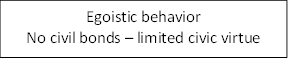 Egoistic behavior
No civil bonds – limited civic virtue